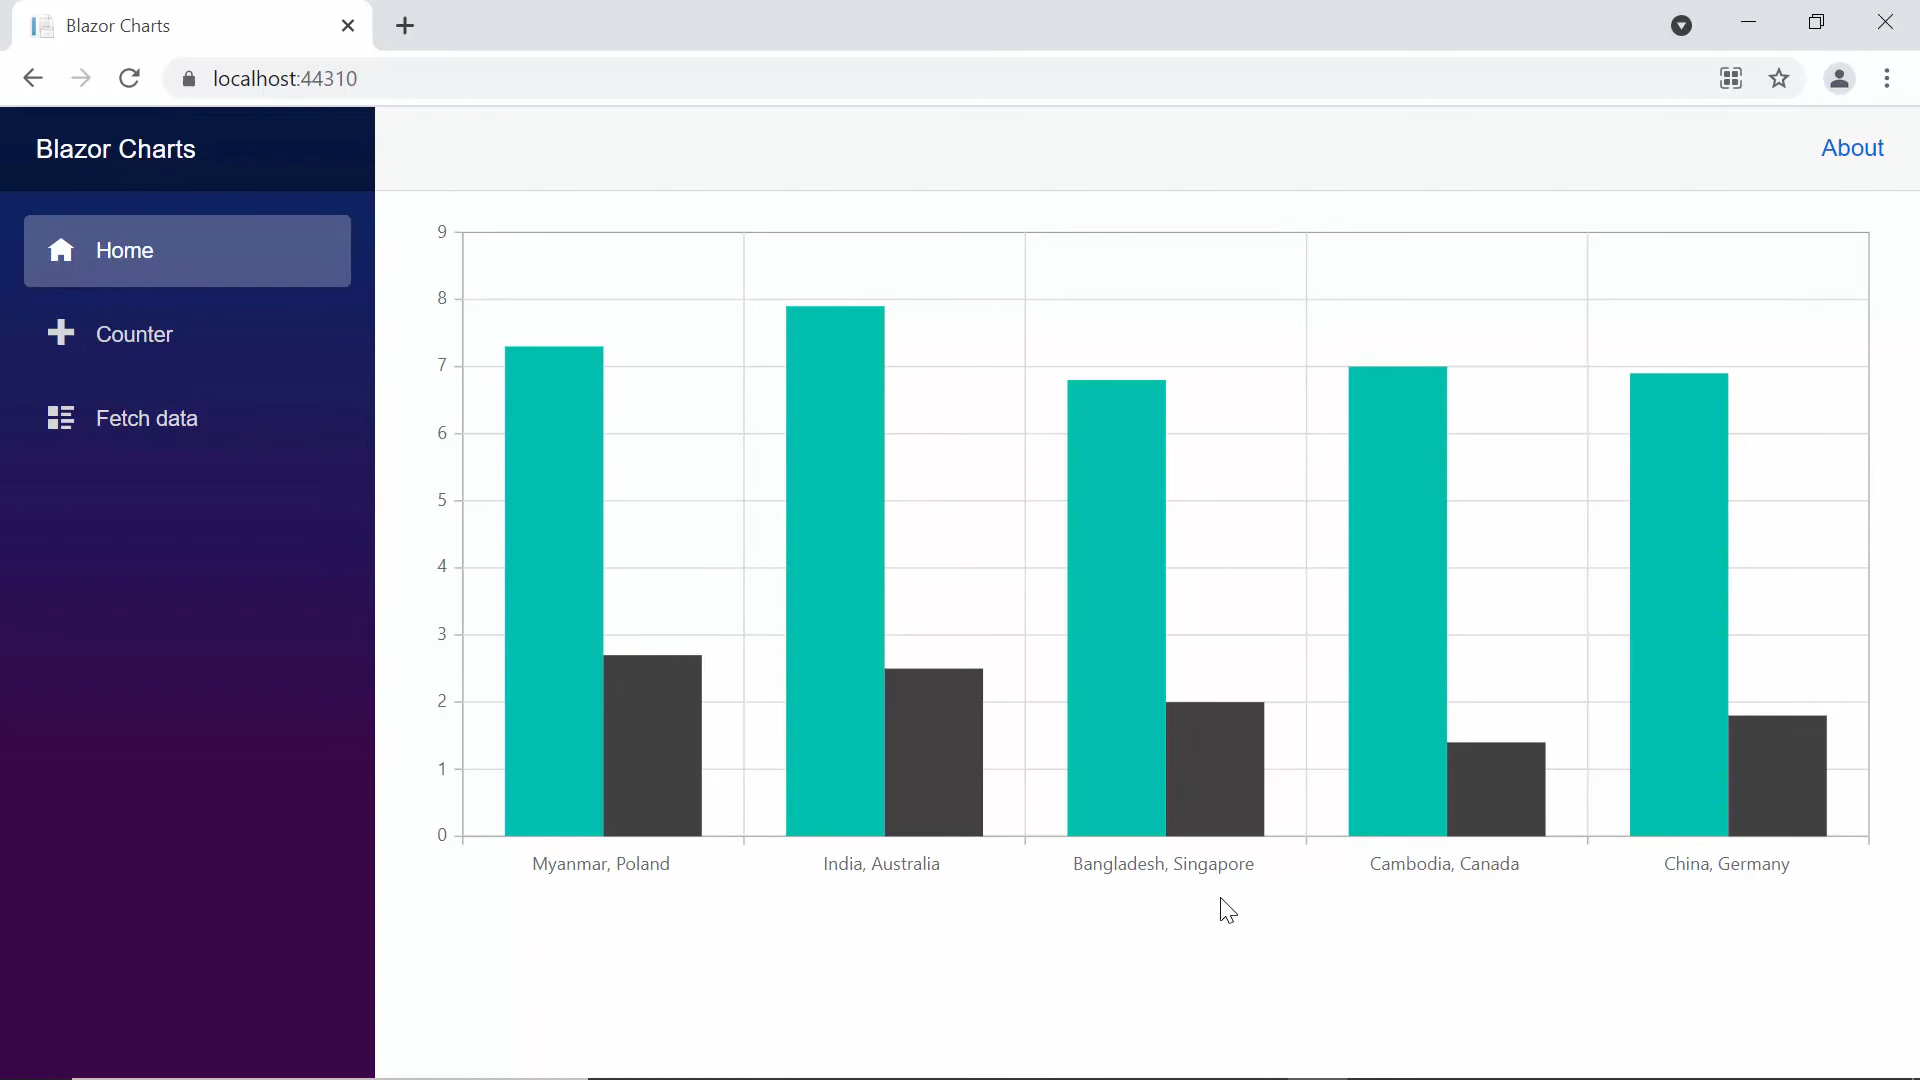 Blazor Charts
localhost:44310
Blazor Charts
About
Home
Counter
Fetch data
9
8
7
6
5
4
3
2
1
0
Myanmar, Poland
India, Australia
Bangladesh, Singapore
Cambodia, Canada
China, Germany